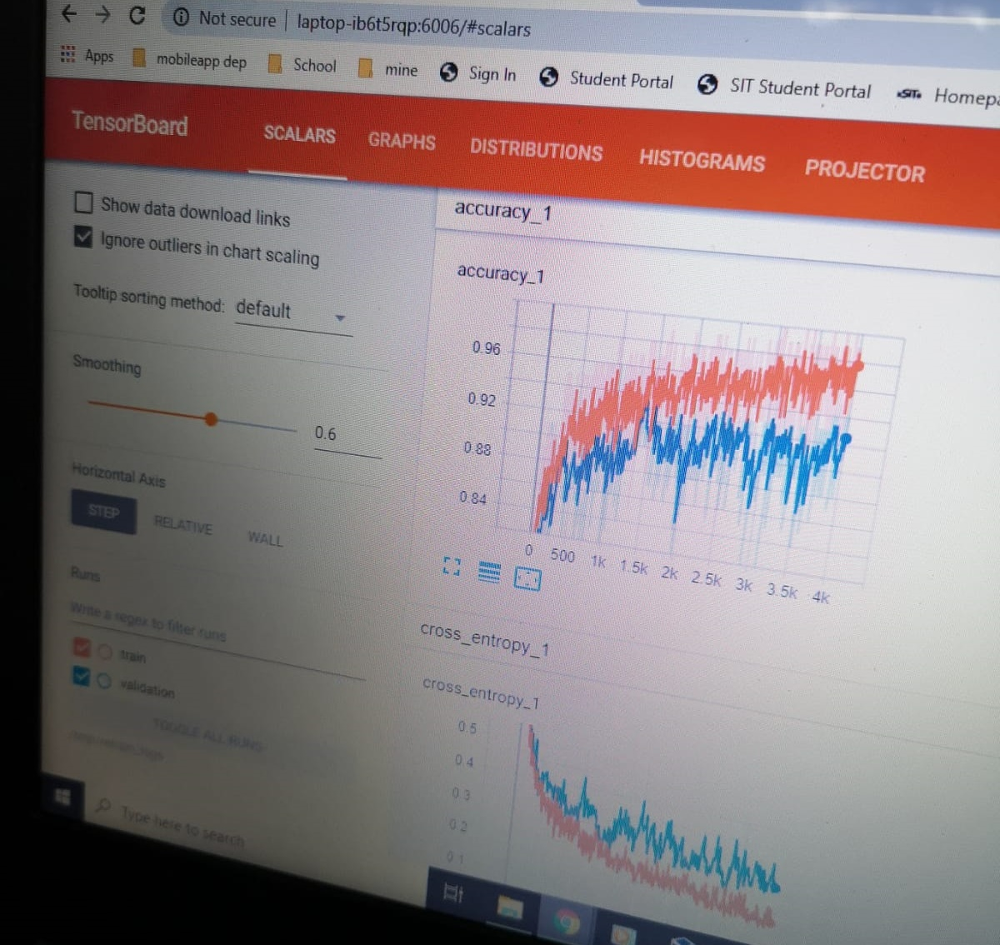 Not secure | laptop-ib6t5rqp:6006/#scalars
Apps mobileapp dep School mine Sign In Student Portal SIT Student Portal SIT Homepa
TensorBoard SCALARS GRAPHS DISTRIBUTIONS HISTOGRAMS PROJECTOR
Show data download links
Ignore outliers in chart scaling
Tooltip sorting method: default
Smoothing
0.6
Horizontal Axis
STEP RELATIVE WALL
Runs
Write a regex to filter runs
train
validation
TOGGLE ALL RUNS
accuracy_1
accuracy_1
0.96
0.92
0.88
0.84
0 500 1k 1.5k 2k 2.5k 3k 3.5k 4k
cross_entropy_1
cross_entropy_1
0.5
0.4
0.3
0.2
0.1
Type here to search